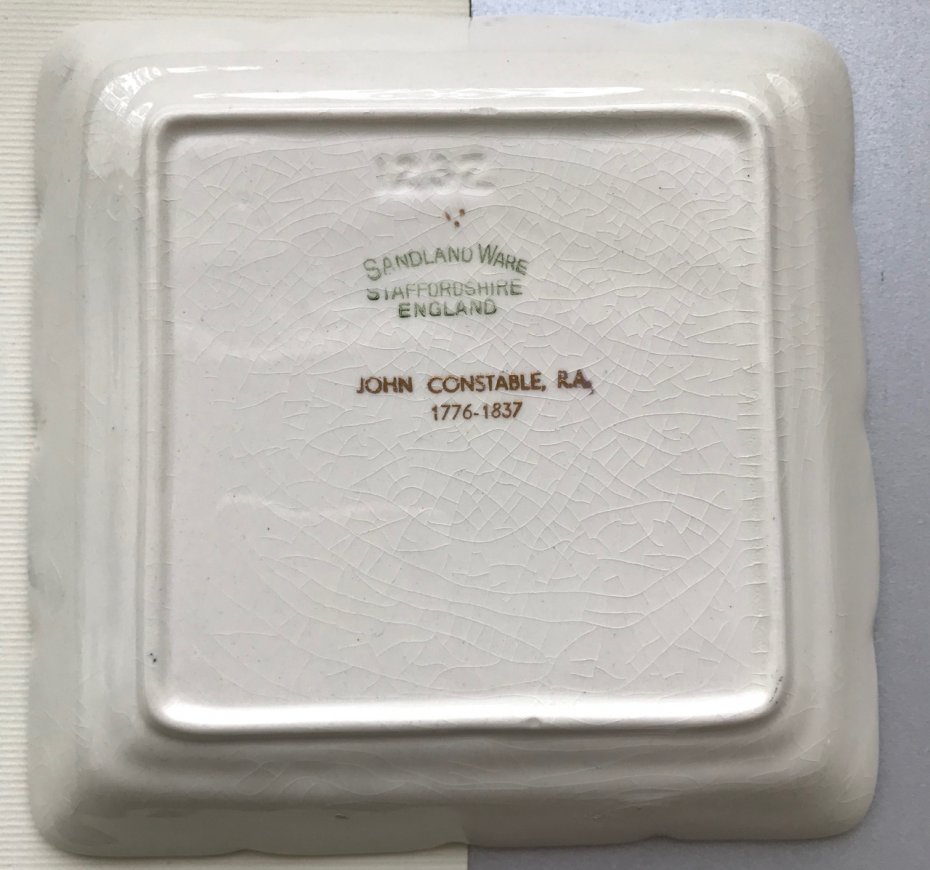 SANDLAND WARE
STAFFORDSHIRE
ENGLAND
JOHN CONSTABLE, R.A.,
1776-1837